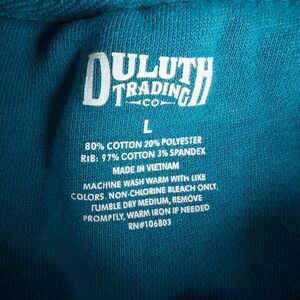 DULUTH
TRADING
CO
L
80% COTTON 20% POLYESTER
RIB: 97% COTTON 3% SPANDEX
MADE IN VIETNAM
MACHINE WASH WARM WITH LIKE
COLORS. NON-CHLORINE BLEACH ONLY,
TUMBLE DRY MEDIUM, REMOVE
PROMPTLY, WARM IRON IF NEEDED
RN#106803